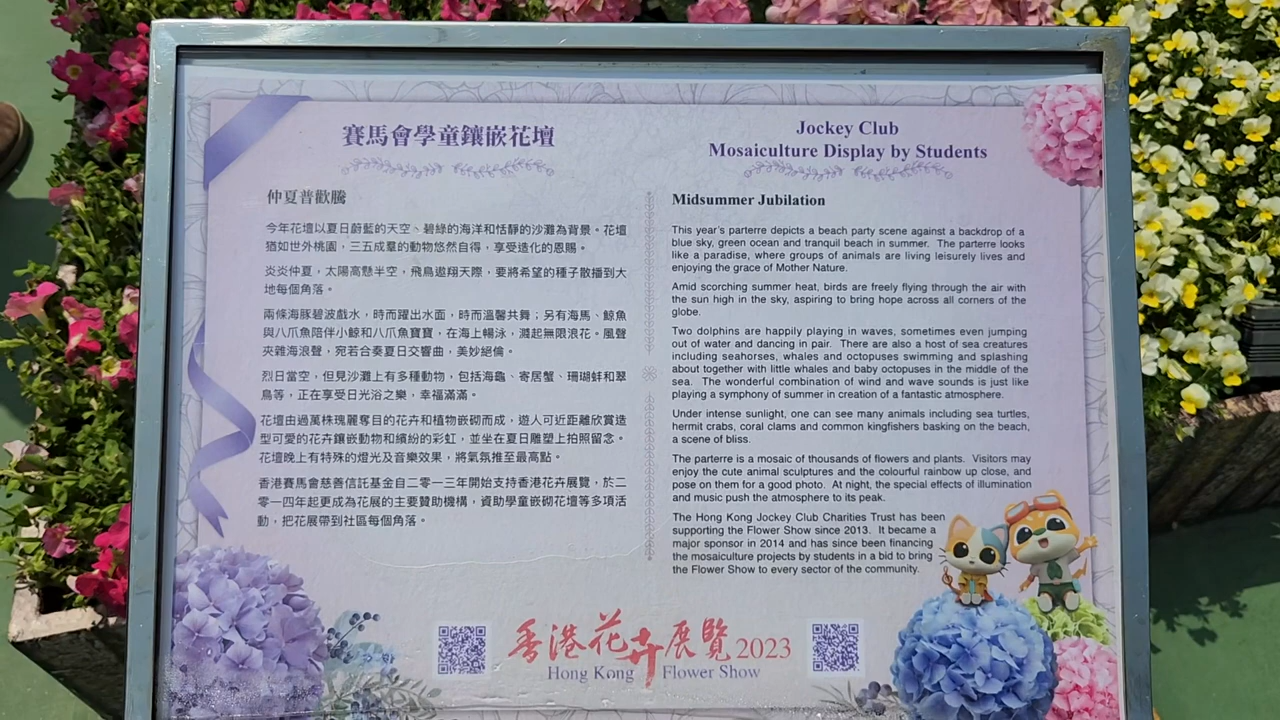 賽馬會學童鑲嵌花壇
仲夏普歡騰
今年花壇以夏日蔚藍的天空、碧綠的海洋和恬靜的沙灘為背景。花壇
猶如世外桃園，三五成羣的動物悠然自得，享受造化的恩賜。
炎炎仲夏，太陽高懸半空，飛鳥遨翔天際，要將希望的種子散播到大
地每個角落。
兩條海豚碧波戲水，時而躍出水面，時而溫馨共舞；另有海馬、鯨魚
與八爪魚陪伴小鯨和八爪魚寶寶，在海上暢泳，濺起無限浪花。風聲
夾雜海浪聲，宛若合奏夏日交響曲，美妙絕倫。
烈日當空，但見沙灘上有多種動物，包括海龜、寄居蟹、珊瑚蚌和翠
鳥等，正在享受日光浴之樂，幸福滿滿。
花壇由過萬株瑰麗奪目的花卉和植物嵌砌而成，遊人可近距離欣賞造
型可愛的花卉鑲嵌動物和繽紛的彩虹，並坐在夏日雕塑上拍照留念。
花壇晚上有特殊的燈光及音樂效果，將氣氛推至最高點。
香港賽馬會慈善信託基金自二零一三年開始支持香港花卉展覽，於二
零一四年起更成為花展的主要贊助機構，資助學童嵌砌花壇等多項活
動，把花展帶到社區每個角落。
Jockey Club
Mosaiculture Display by Students
Midsummer Jubilation
This year's parterre depicts a beach party scene against a backdrop of a
blue sky, green ocean and tranquil beach in summer. The parterre looks
like a paradise, where groups of animals are living leisurely lives and
enjoying the grace of Mother Nature.
Amid scorching summer heat, birds are freely flying through the air with
the sun high in the sky, aspiring to bring hope across all corners of the
globe.
Two dolphins are happily playing in waves, sometimes even jumping
out of water and dancing in pair. There are also a host of sea creatures
including seahorses, whales and octopuses swimming and splashing
about together with little whales and baby octopuses in the middle of the
sea. The wonderful combination of wind and wave sounds is just like
playing a symphony of summer in creation of a fantastic atmosphere.
Under intense sunlight, one can see many animals including sea turtles,
hermit crabs, coral clams and common kingfishers basking on the beach,
a scene of bliss.
The parterre is a mosaic of thousands of flowers and plants. Visitors may
enjoy the cute animal sculptures and the colourful rainbow up close, and
pose on them for a good photo. At night, the special effects of illumination
and music push the atmosphere to its peak.
The Hong Kong Jockey Club Charities Trust has been
supporting the Flower Show since 2013. It became a
major sponsor in 2014 and has since been financing
the mosaiculture projects by students in a bid to bring
the Flower Show to every sector of the community.
香港花卉展覽2023
Hong Kong Flower Show